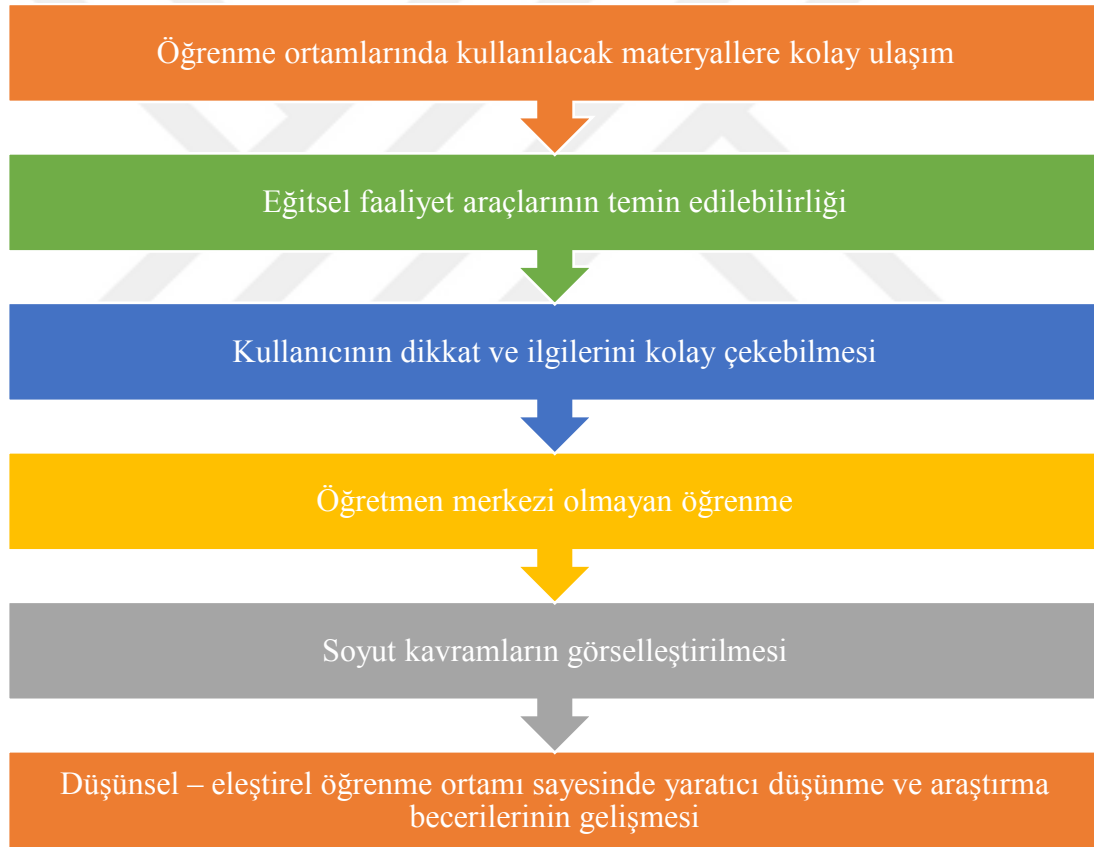 Öğrenme ortamlarında kullanılacak materyallere kolay ulaşım
Eğitsel faaliyet araçlarının temin edilebilirliği
Kullanıcının dikkat ve ilgilerini kolay çekebilmesi
Öğretmen merkezi olmayan öğrenme
Soyut kavramların görselleştirilmesi
Düşünsel – eleştirel öğrenme ortamı sayesinde yaratıcı düşünme ve araştırma
becerilerinin gelişmesi